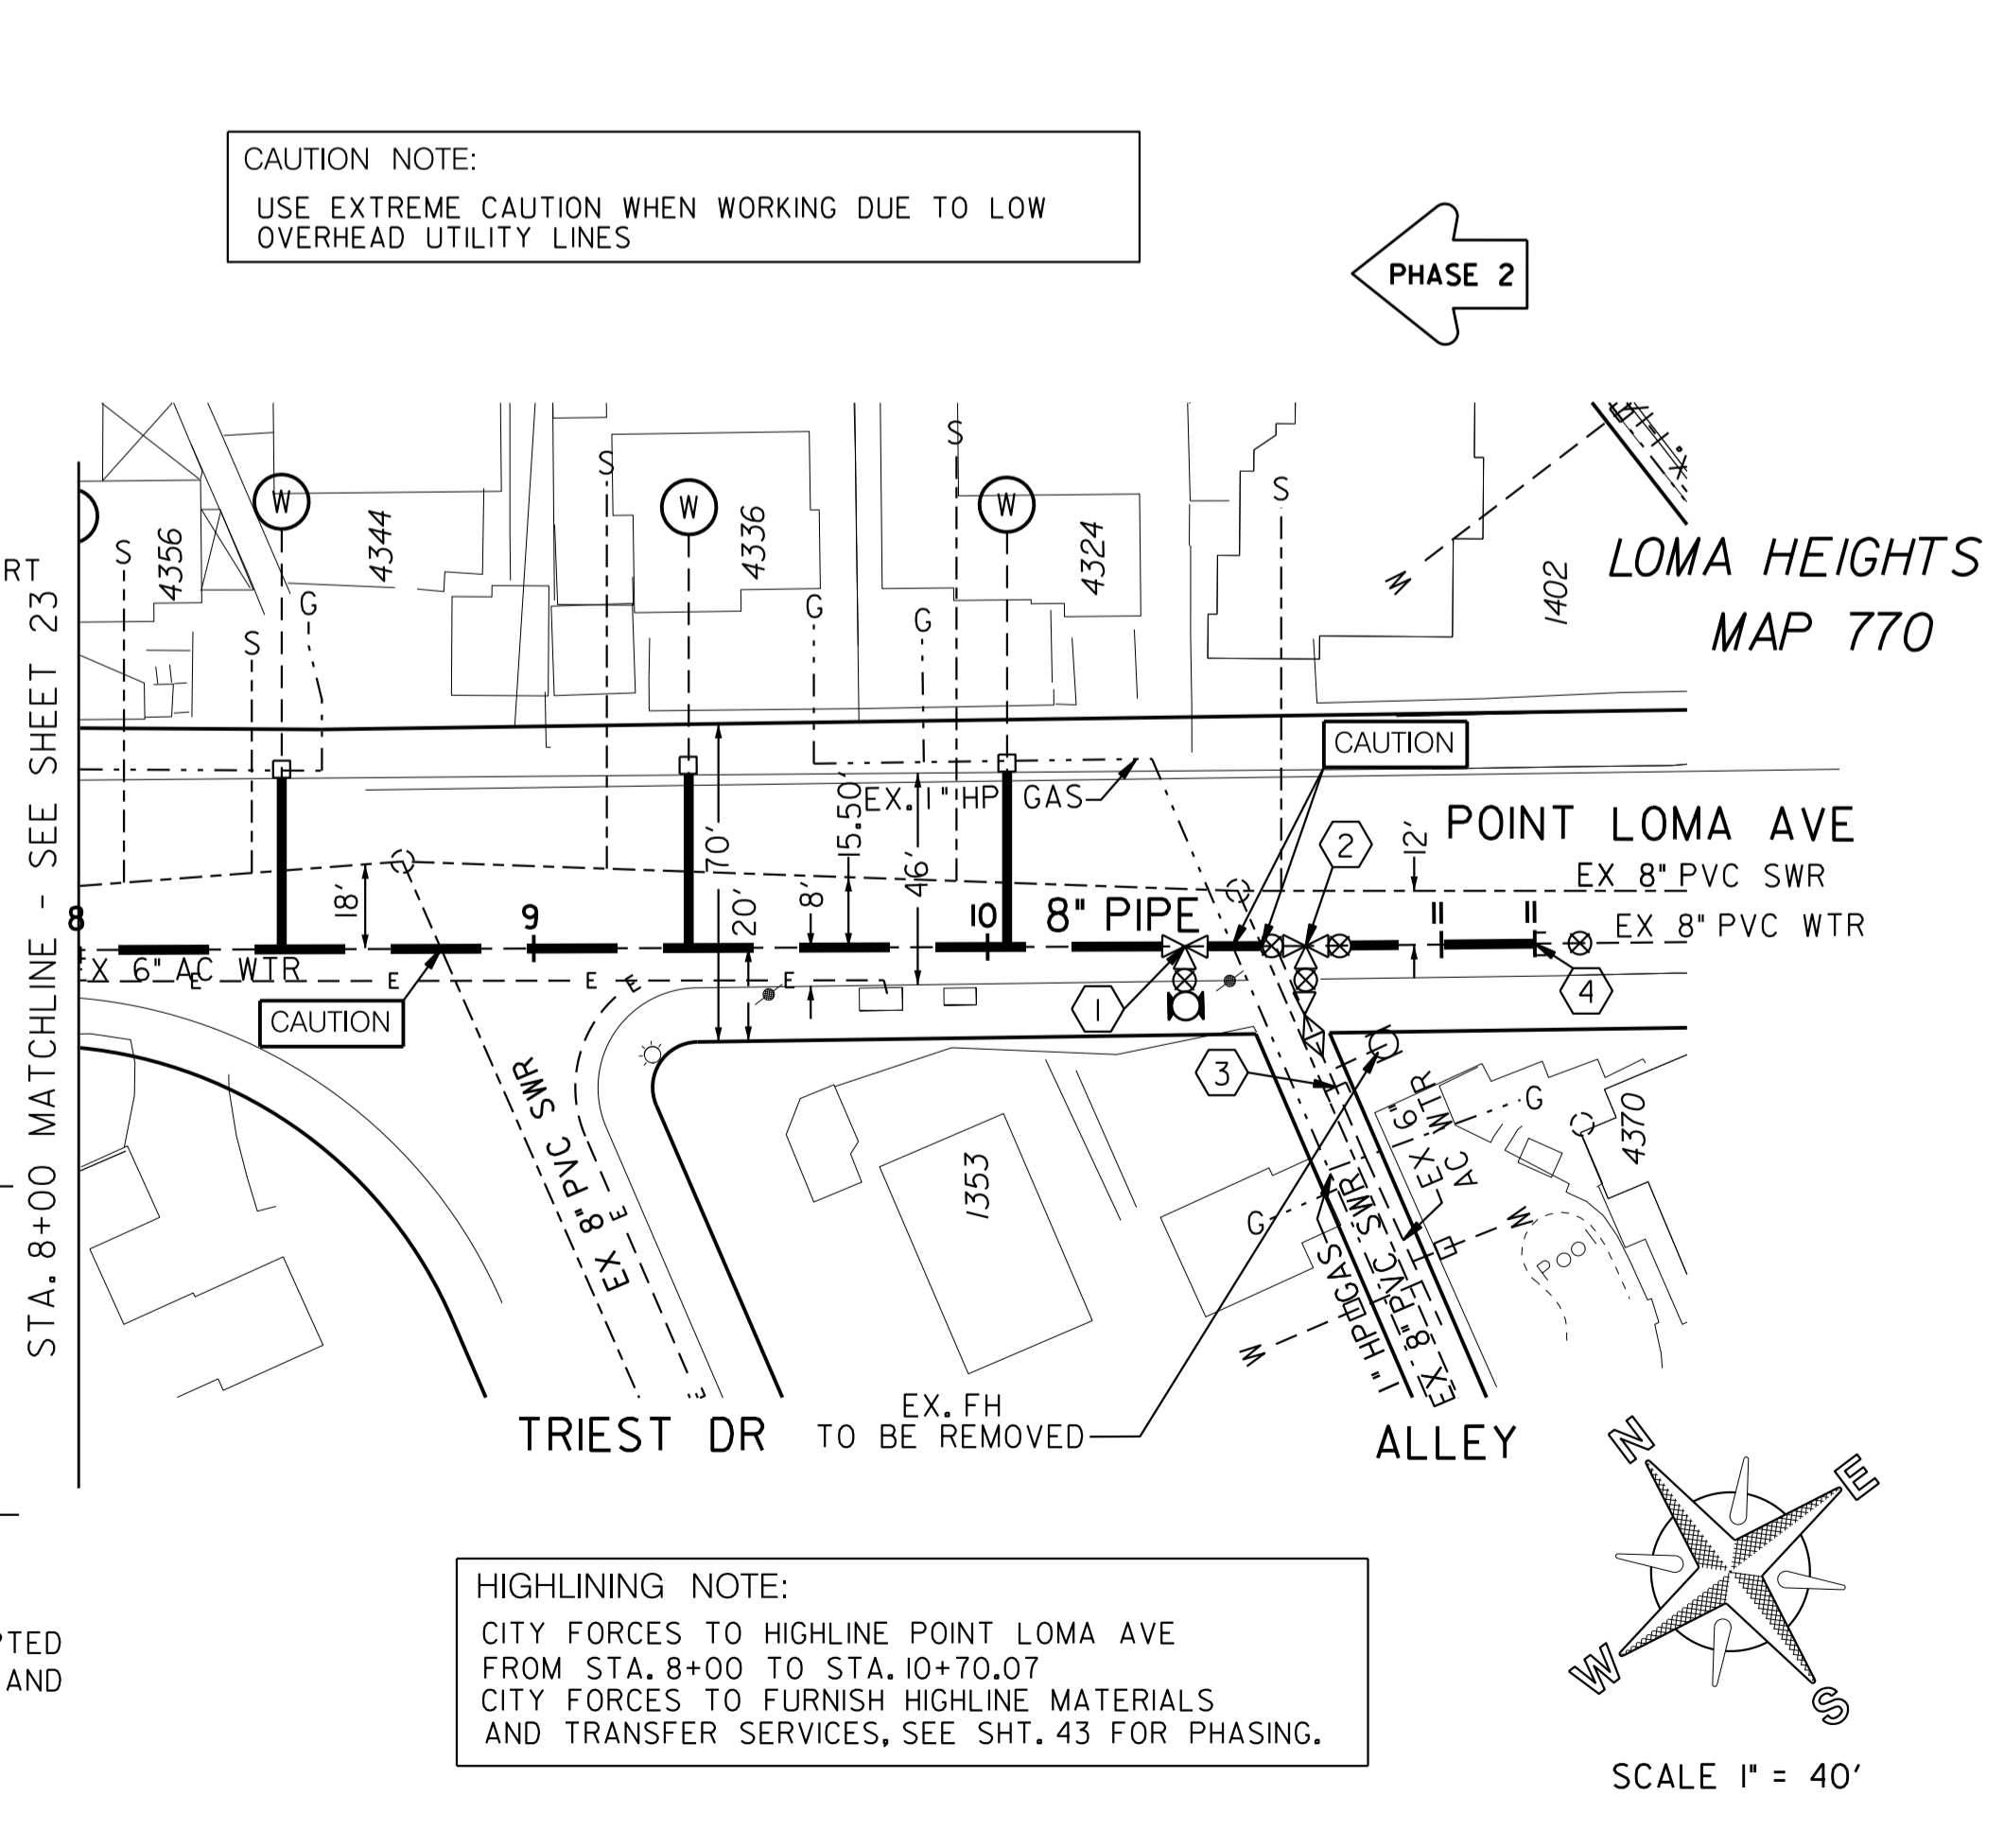 CAUTION NOTE:
USE EXTREME CAUTION WHEN WORKING DUE TO LOW
OVERHEAD UTILITY LINES
PHASE 2
RT
STA. 8+00 MATCHLINE - SEE SHEET 23
S
4356
W
S
G
4344
S
W
4336
G
S
G
W
4324
S
W
1402
LOMA HEIGHTS
MAP 770
CAUTION
EX. 1" HP GAS
POINT LOMA AVE
EX 8" PVC SWR
EX 8" PVC WTR
18'
70'
20'
8'
15.50'
46'
12'
8
9
10
8" PIPE
11
11
1
2
3
4
EX 6" AC WTR
E
E
E
E
E
CAUTION
EX 8" PVC SWR
E
E
E
1353
G
G
1" HP GAS
EX 8" PVC SWR
EX 6"
AC WTR
W
W
4370
POO
EX. FH
TO BE REMOVED
TRIEST DR
ALLEY
N
E
W
S
SCALE 1" = 40'
HIGHLINING NOTE:
CITY FORCES TO HIGHLINE POINT LOMA AVE
FROM STA. 8+00 TO STA. 10+70.07
CITY FORCES TO FURNISH HIGHLINE MATERIALS
AND TRANSFER SERVICES, SEE SHT. 43 FOR PHASING.
PTED
AND